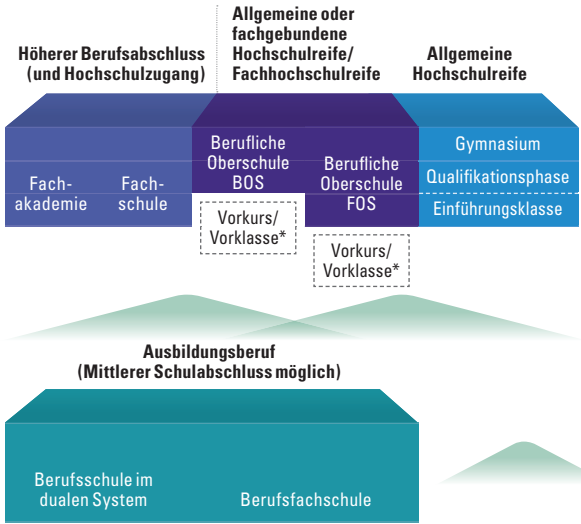 Höherer Berufsabschluss
(und Hochschulzugang)
Allgemeine oder
fachgebundene
Hochschulreife/
Fachhochschulreife
Allgemeine
Hochschulreife
Fach-
akademie
Fach-
schule
Berufliche
Oberschule
BOS
Vorkurs/
Vorklasse*
Berufliche
Oberschule
FOS
Vorkurs/
Vorklasse*
Gymnasium
Qualifikationsphase
Einführungsklasse
Ausbildungsberuf
(Mittlerer Schulabschluss möglich)
Berufsschule im
dualen System
Berufsfachschule